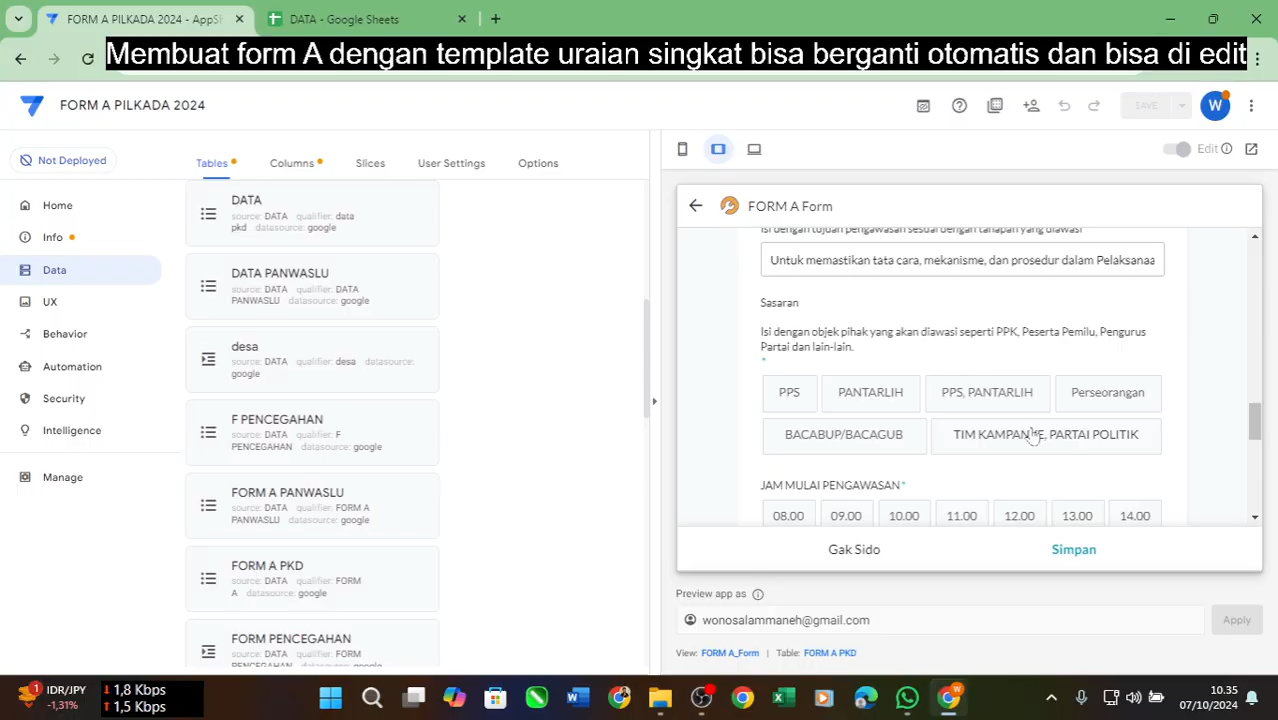 FORM A PILKADA 2024 - AppSh
DATA - Google Sheets
Membuat form A dengan template uraian singkat bisa berganti otomatis dan bisa di edit
FORM A PILKADA 2024
SAVE
W
Not Deployed
Tables
Columns
Slices
User Settings
Options
Edit
Home
Info
Data
UX
Behavior
Automation
Security
Intelligence
Manage
DATA
source: DATA qualifier: data
pkd datasource: google
DATA PANWASLU
source: DATA qualifier: DATA
PANWASLU datasource: google
desa
source: DATA qualifier: desa datasource:
google
F PENCEGAHAN
source: DATA qualifier: F
PENCEGAHAN datasource: google
FORM A PANWASLU
source: DATA qualifier: FORM A
PANWASLU datasource: google
FORM A PKD
source: DATA qualifier: FORM
A datasource: google
FORM PENCEGAHAN
source: DATA qualifier: FORM
PENCEGAHAN datasource: google
FORM A Form
Isi dengan tujuan pengawasan sesuai dengan tahapan yang diawasi
Untuk memastikan tata cara, mekanisme, dan prosedur dalam Pelaksanaa
Sasaran
Isi dengan objek pihak yang akan diawasi seperti PPK, Peserta Pemilu, Pengurus
Partai dan lain-lain.
*
PPS PANTARLIH PPS, PANTARLIH Perseorangan
BACABUP/BACAGUB TIM KAMPANYE, PARTAI POLITIK
JAM MULAI PENGAWASAN*
08.00 09.00 10.00 11.00 12.00 13.00 14.00
Gak Sido Simpan
Preview app as
wonosalammaneh@gmail.com Apply
View: FORM A_Form | Table: FORM A PKD
1
IDR/JPY
-1,31%
1,8 Kbps
1,5 Kbps
10.35
07/10/2024